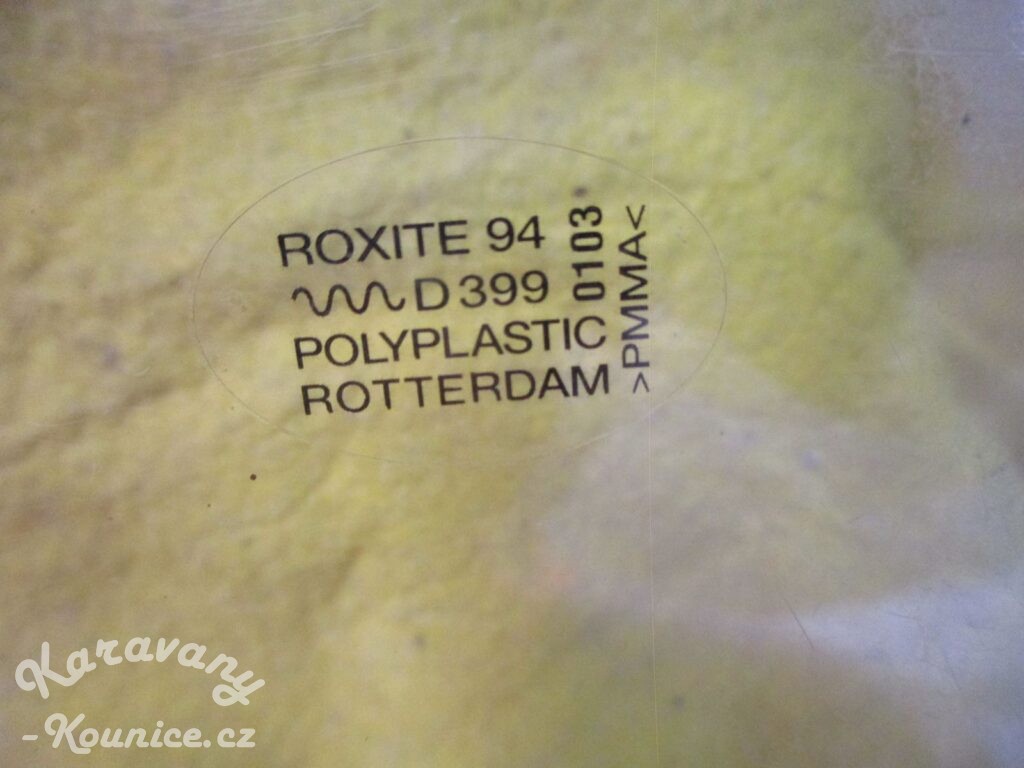 ROXITE 94
D399
POLYPLASTIC
ROTTERDAM
0103
>PMMA<
Karavany
-Kounice.cz